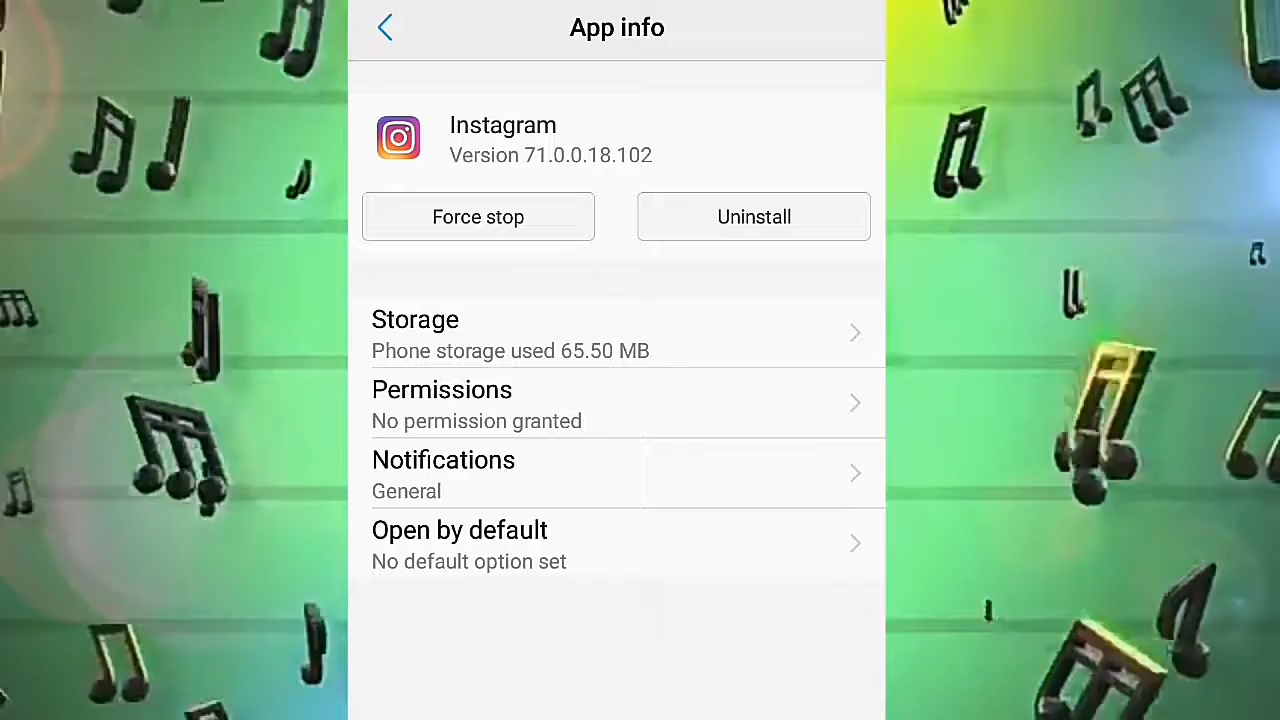 App info
Instagram
Version 71.0.0.18.102
Force stop
Uninstall
Storage
Phone storage used 65.50 MB
Permissions
No permission granted
Notifications
General
Open by default
No default option set